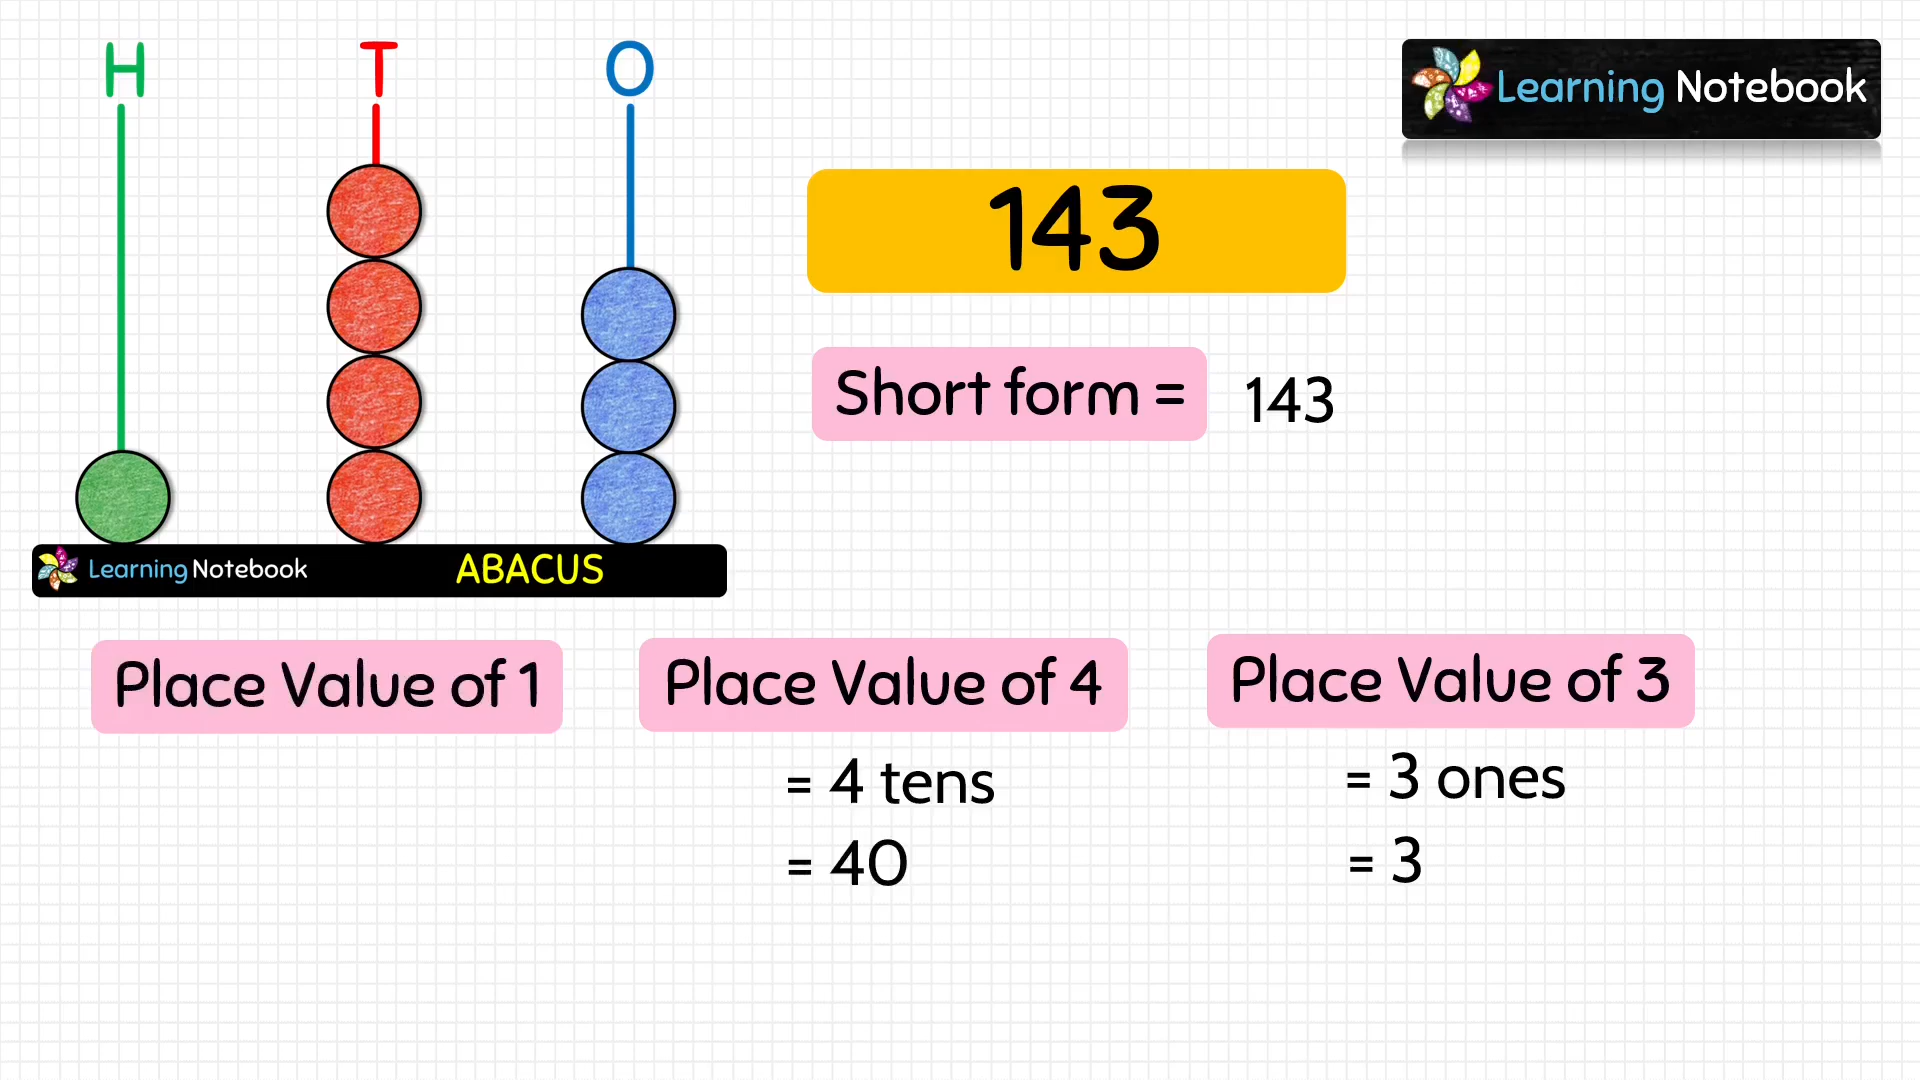 H T O
Learning Notebook
143
Short form = 143
Learning Notebook ABACUS
Place Value of 1
Place Value of 4
= 4 tens
= 40
Place Value of 3
= 3 ones
= 3